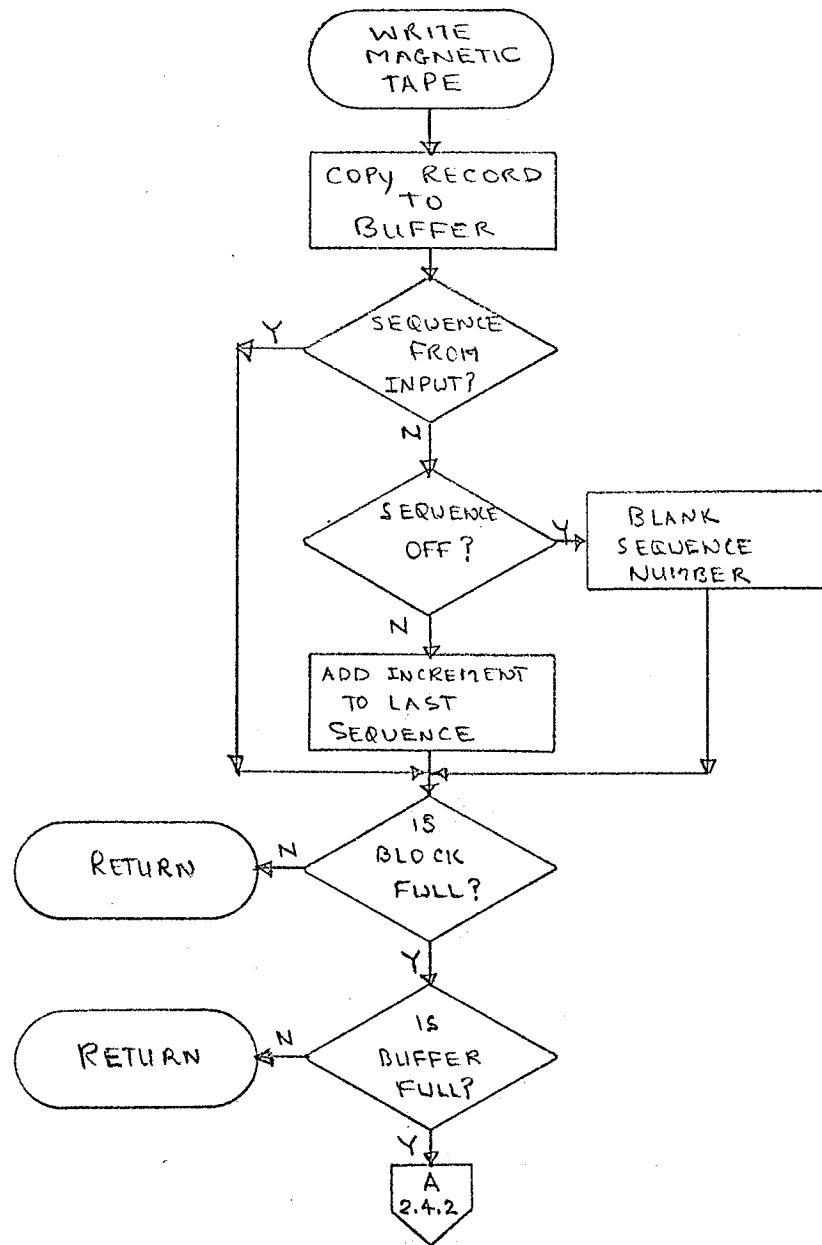 WRITE
MAGNETIC
TAPE
COPY RECORD
TO
BUFFER
SEQUENCE
FROM
INPUT?
Y
N
SEQUENCE
OFF?
Y
BLANK
SEQUENCE
NUMBER
N
ADD INCREMENT
TO LAST
SEQUENCE
IS
BLOCK
FULL?
N
RETURN
Y
IS
BUFFER
FULL?
N
RETURN
Y
A
2.4.2